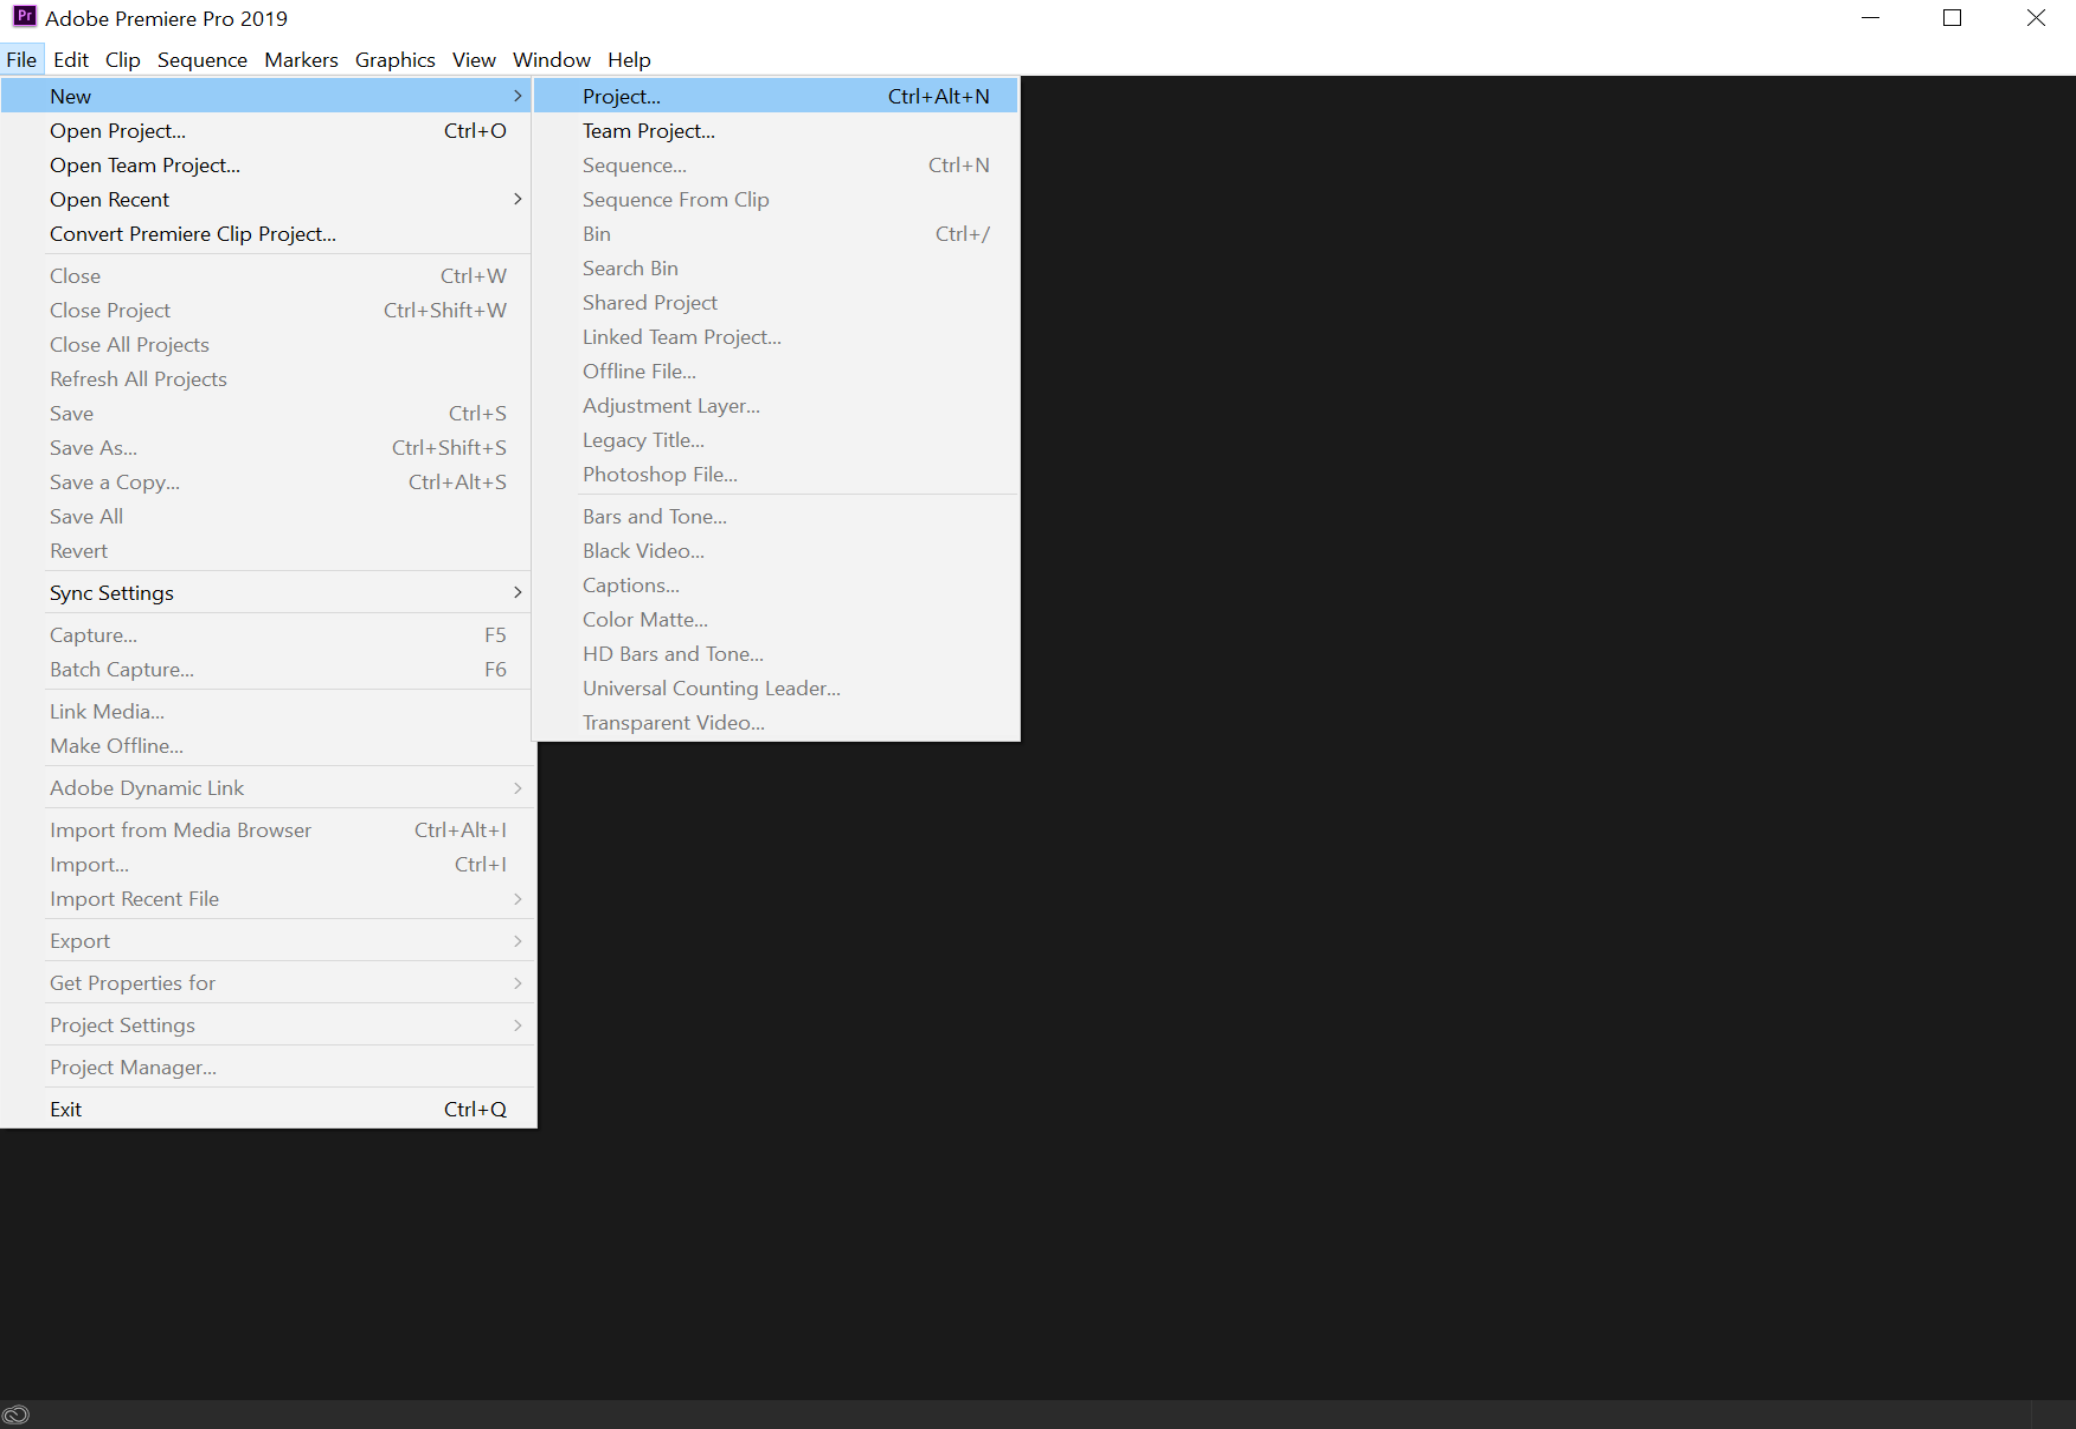 Pr Adobe Premiere Pro 2019
File Edit Clip Sequence Markers Graphics View Window Help
New
Open Project... Ctrl+O
Open Team Project...
Open Recent
Convert Premiere Clip Project...
Close Ctrl+W
Close Project Ctrl+Shift+W
Close All Projects
Refresh All Projects
Save Ctrl+S
Save As... Ctrl+Shift+S
Save a Copy... Ctrl+Alt+S
Save All
Revert
Sync Settings
Capture... F5
Batch Capture... F6
Link Media...
Make Offline...
Adobe Dynamic Link
Import from Media Browser Ctrl+Alt+I
Import... Ctrl+I
Import Recent File
Export
Get Properties for
Project Settings
Project Manager...
Exit Ctrl+Q
Project... Ctrl+Alt+N
Team Project...
Sequence... Ctrl+N
Sequence From Clip
Bin Ctrl+/
Search Bin
Shared Project
Linked Team Project...
Offline File...
Adjustment Layer...
Legacy Title...
Photoshop File...
Bars and Tone...
Black Video...
Captions...
Color Matte...
HD Bars and Tone...
Universal Counting Leader...
Transparent Video...